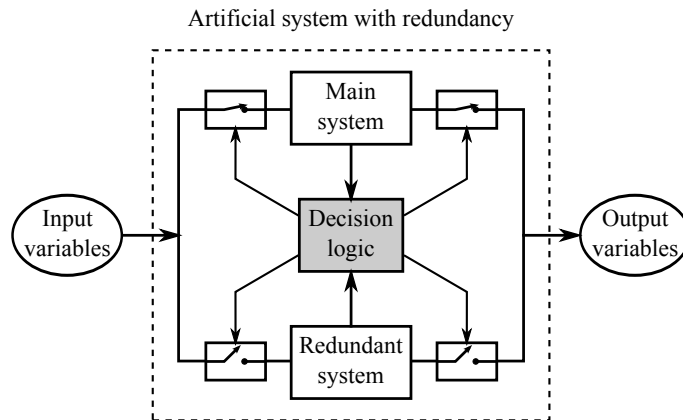 Artificial system with redundancy
Main
system
Input
variables
Decision
logic
Output
variables
Redundant
system